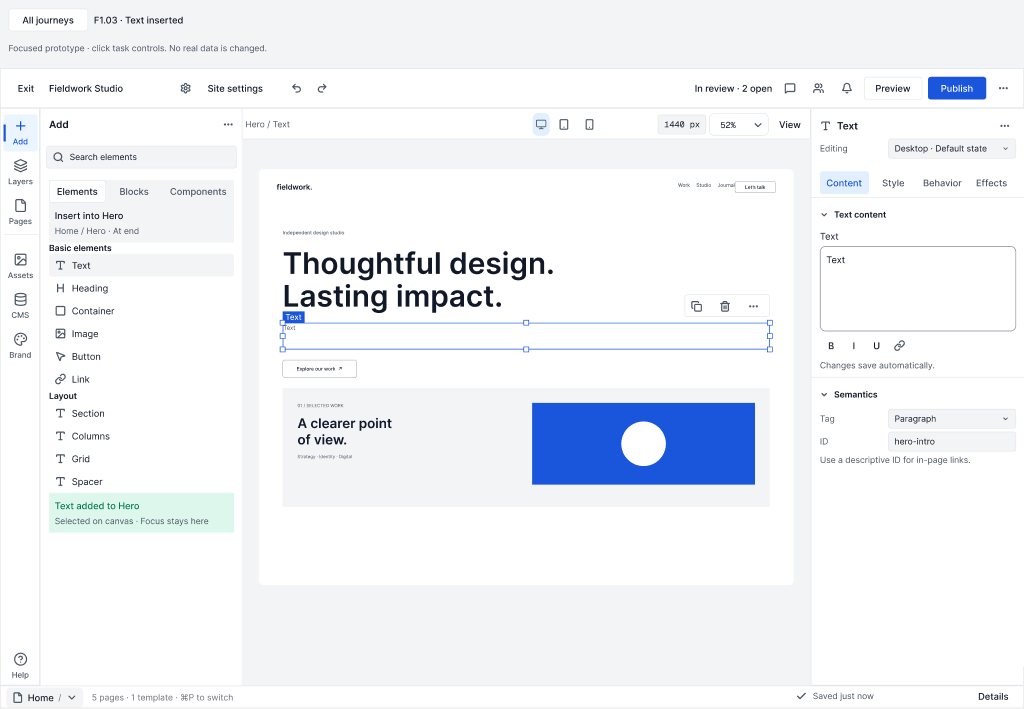 All journeys
F1.03 · Text inserted
Focused prototype · click task controls. No real data is changed.
Exit
Fieldwork Studio
Site settings
In review · 2 open
Preview
Publish
Add
Layers
Pages
Assets
CMS
Brand
Help
Add
Search elements
Elements
Blocks
Components
Insert into Hero
Home / Hero · At end
Basic elements
Text
Heading
Container
Image
Button
Link
Layout
Section
Columns
Grid
Spacer
Text added to Hero
Selected on canvas · Focus stays here
Hero / Text
1440 px
52%
View
fieldwork.
Work
Studio
Journal
Let's talk
Independent design studio
Thoughtful design.
Lasting impact.
Text
Text
Explore our work ↗
01 / SELECTED WORK
A clearer point
of view.
Strategy · Identity · Digital
Text
Editing
Desktop · Default state
Content
Style
Behavior
Effects
Text content
Text
Text
B
I
U
Changes save automatically.
Semantics
Tag
Paragraph
ID
hero-intro
Use a descriptive ID for in-page links.
Home /
5 pages · 1 template · ⌘P to switch
Saved just now
Details